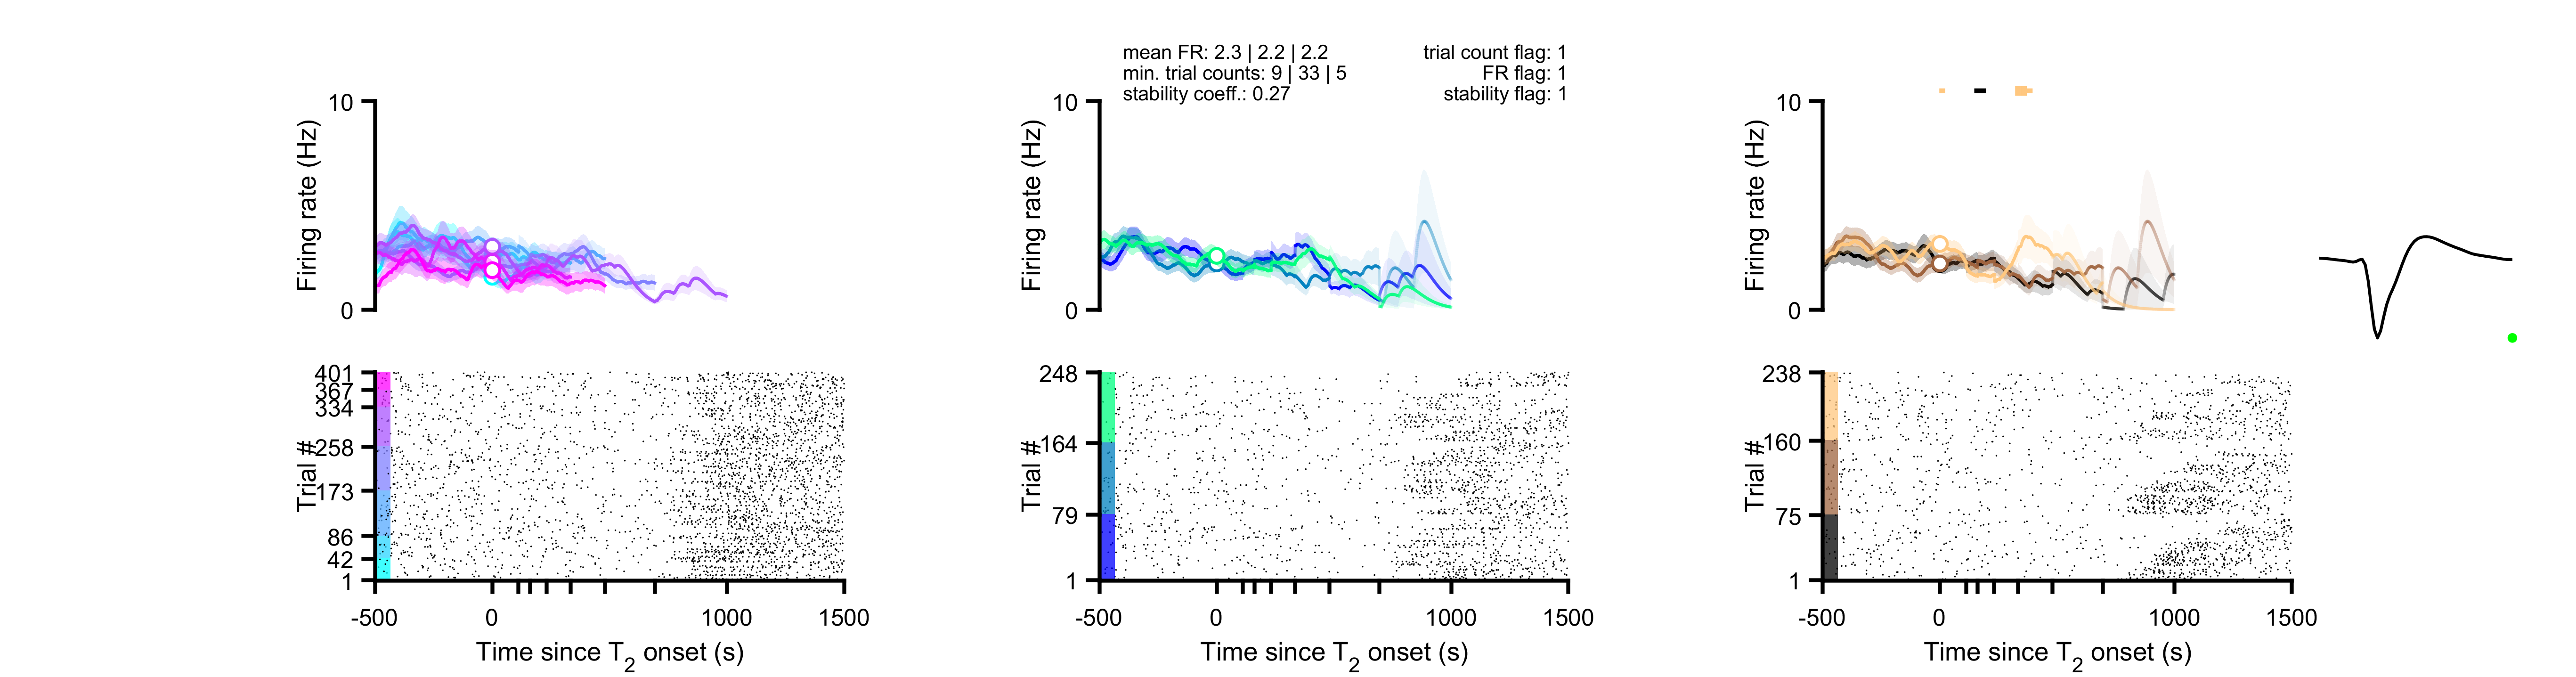 mean FR: 2.3 | 2.2 | 2.2
min. trial counts: 9 | 33 | 5
stability coeff.: 0.27
trial count flag: 1
FR flag: 1
stability flag: 1
10
0
Firing rate (Hz)
10
0
Firing rate (Hz)
10
0
Firing rate (Hz)
401
367
334
258
173
86
42
1
Trial #
-500
0
1000
1500
Time since T2 onset (s)
248
164
79
1
Trial #
-500
0
1000
1500
Time since T2 onset (s)
238
160
75
1
Trial #
-500
0
1000
1500
Time since T2 onset (s)